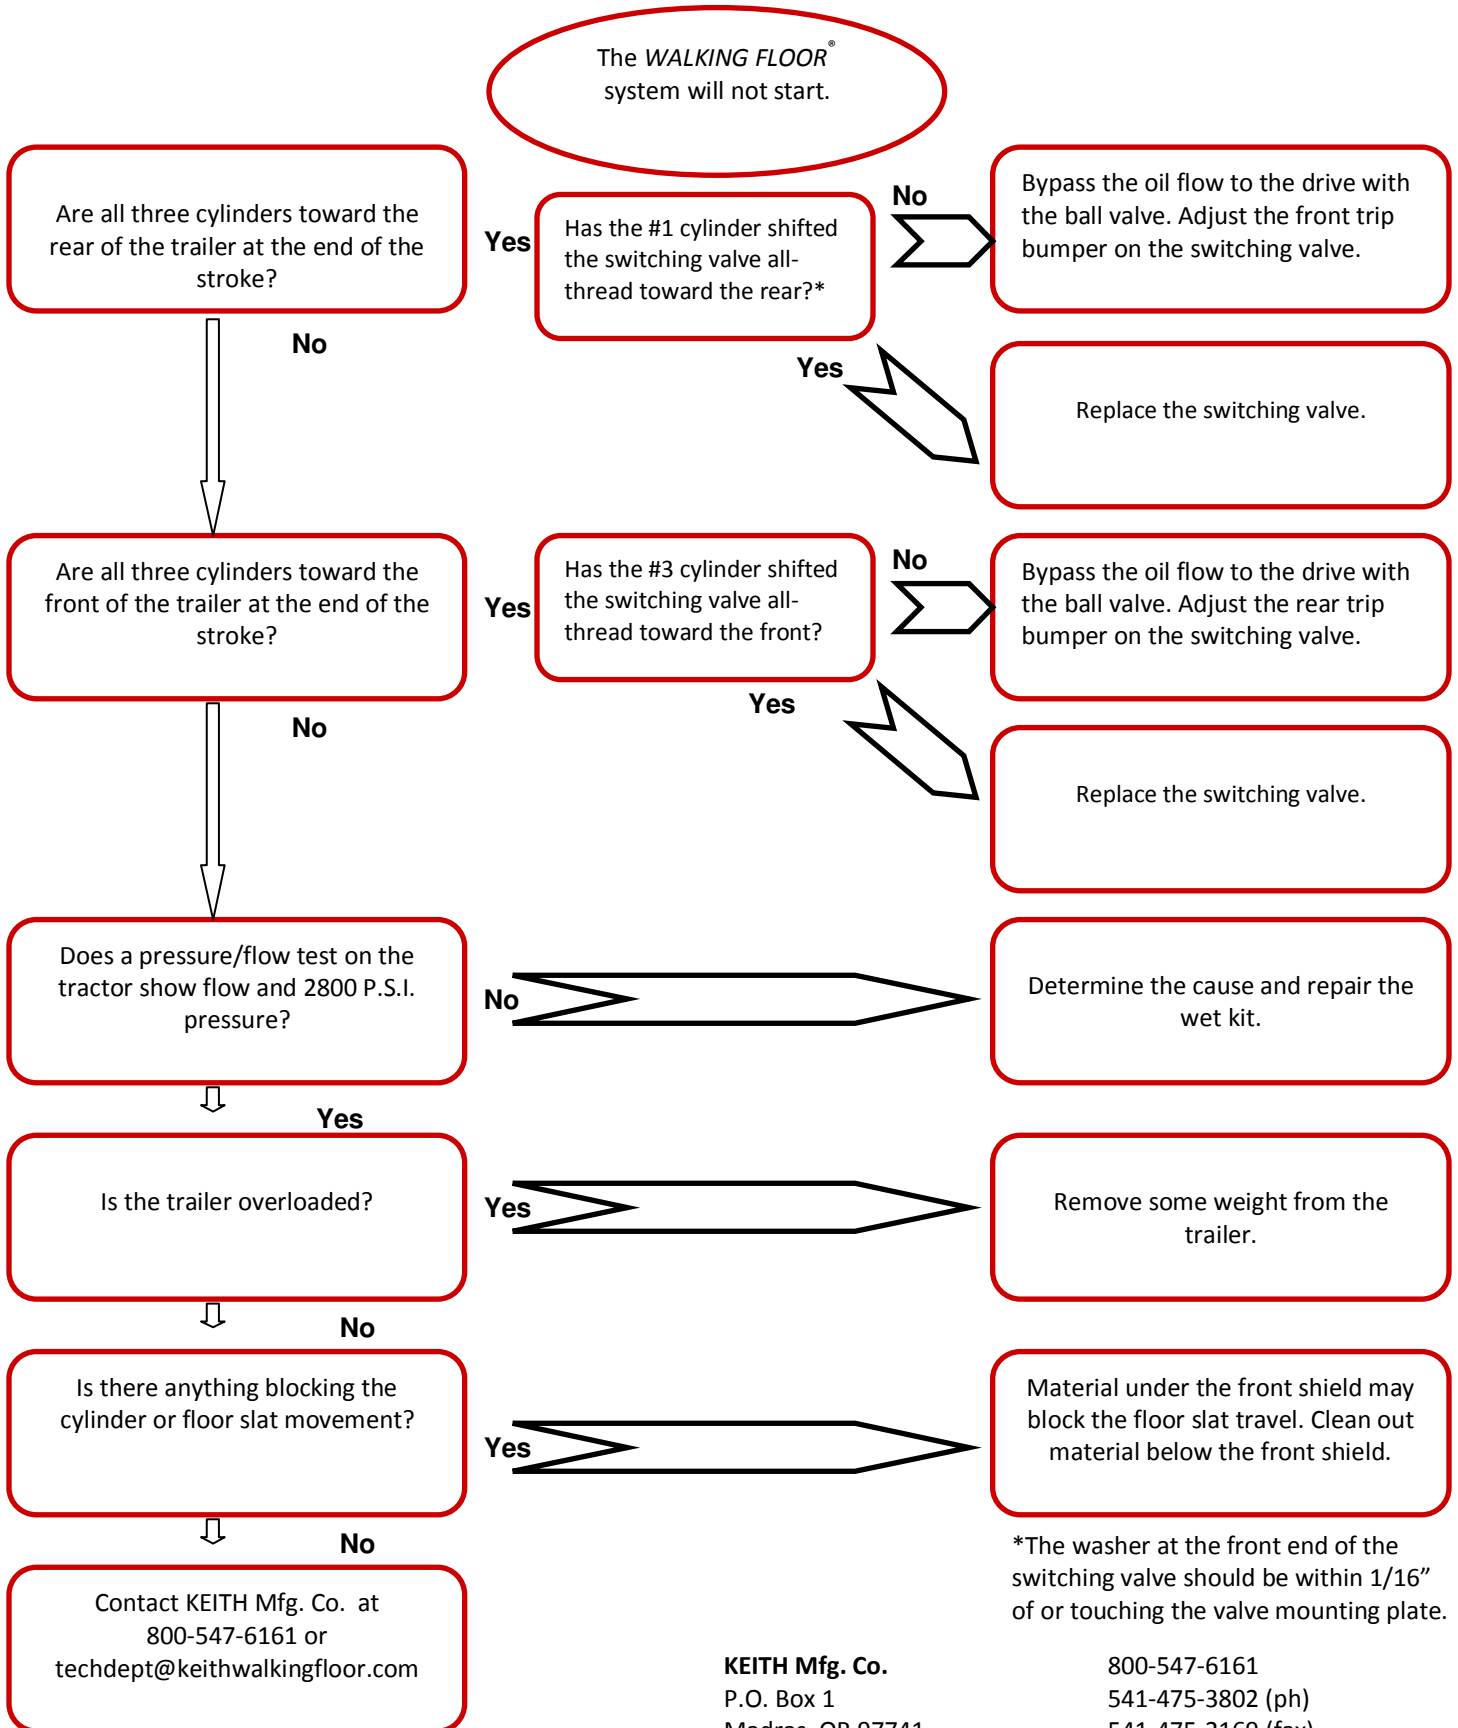 The WALKING FLOOR®
system will not start.
Are all three cylinders toward the
rear of the trailer at the end of the
stroke?
Yes
Has the #1 cylinder shifted
the switching valve all-
thread toward the rear?*
No
Bypass the oil flow to the drive with
the ball valve. Adjust the front trip
bumper on the switching valve.
No
Yes
Replace the switching valve.
Are all three cylinders toward the
front of the trailer at the end of the
stroke?
Yes
Has the #3 cylinder shifted
the switching valve all-
thread toward the front?
No
Bypass the oil flow to the drive with
the ball valve. Adjust the rear trip
bumper on the switching valve.
No
Yes
Replace the switching valve.
Does a pressure/flow test on the
tractor show flow and 2800 P.S.I.
pressure?
No
Determine the cause and repair the
wet kit.
Yes
Is the trailer overloaded?
Yes
Remove some weight from the
trailer.
No
Is there anything blocking the
cylinder or floor slat movement?
Yes
Material under the front shield may
block the floor slat travel. Clean out
material below the front shield.
No
Contact KEITH Mfg. Co. at
800-547-6161 or
techdept@keithwalkingfloor.com
*The washer at the front end of the
switching valve should be within 1/16”
of or touching the valve mounting plate.
KEITH Mfg. Co.
P.O. Box 1
Madras, OR 97741
800-547-6161
541-475-3802 (ph)
541-475-2169 (fax)